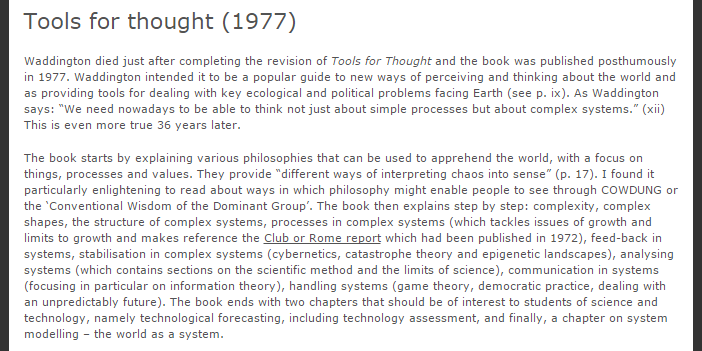 Tools for thought (1977)
Waddington died just after completing the revision of Tools for Thought and the book was published posthumously
in 1977. Waddington intended it to be a popular guide to new ways of perceiving and thinking about the world and
as providing tools for dealing with key ecological and political problems facing Earth (see p. ix). As Waddington
says: “We need nowadays to be able to think not just about simple processes but about complex systems.” (xii)
This is even more true 36 years later.
The book starts by explaining various philosophies that can be used to apprehend the world, with a focus on
things, processes and values. They provide “different ways of interpreting chaos into sense” (p. 17). I found it
particularly enlightening to read about ways in which philosophy might enable people to see through COWDUNG or
the ‘Conventional Wisdom of the Dominant Group’. The book then explains step by step: complexity, complex
shapes, the structure of complex systems, processes in complex systems (which tackles issues of growth and
limits to growth and makes reference the Club or Rome report which had been published in 1972), feed-back in
systems, stabilisation in complex systems (cybernetics, catastrophe theory and epigenetic landscapes), analysing
systems (which contains sections on the scientific method and the limits of science), communication in systems
(focusing in particular on information theory), handling systems (game theory, democratic practice, dealing with
an unpredictably future). The book ends with two chapters that should be of interest to students of science and
technology, namely technological forecasting, including technology assessment, and finally, a chapter on system
modelling – the world as a system.